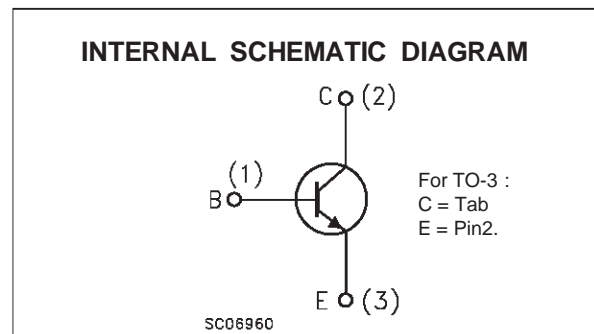 INTERNAL SCHEMATIC DIAGRAM
C (2)
(1)
B
For TO-3 :
C = Tab
E = Pin2.
E (3)
SC06960